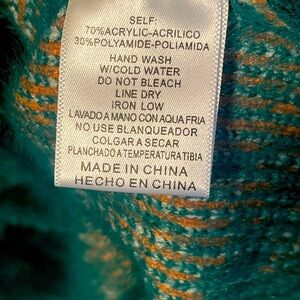 SELF:
70%ACRYLIC-ACRILICO
30%POLYAMIDE-POLIAMIDA
HAND WASH
W/COLD WATER
DO NOT BLEACH
LINE DRY
IRON LOW
LAVADO A MANO CON AQUA FRIA
NO USE BLANQUEADOR
COLGAR A SECAR
PLANCHADO A TEMPERATURA TIBIA
MADE IN CHINA
HECHO EN CHINA